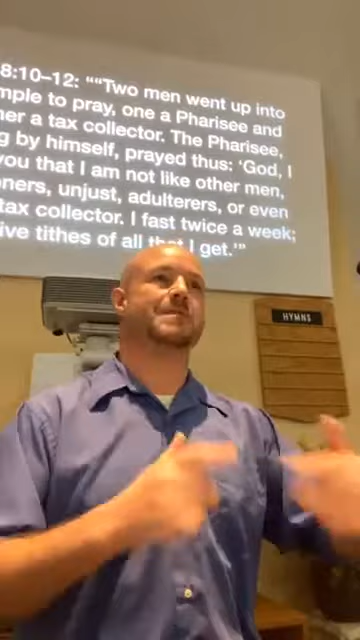 8:10–12: ““Two men went up into
mple to pray, one a Pharisee and
her a tax collector. The Pharisee,
g by himself, prayed thus: ‘God, I
you that I am not like other men,
oners, unjust, adulterers, or even
tax collector. I fast twice a week;
ive tithes of all that I get.’”
HYMNS